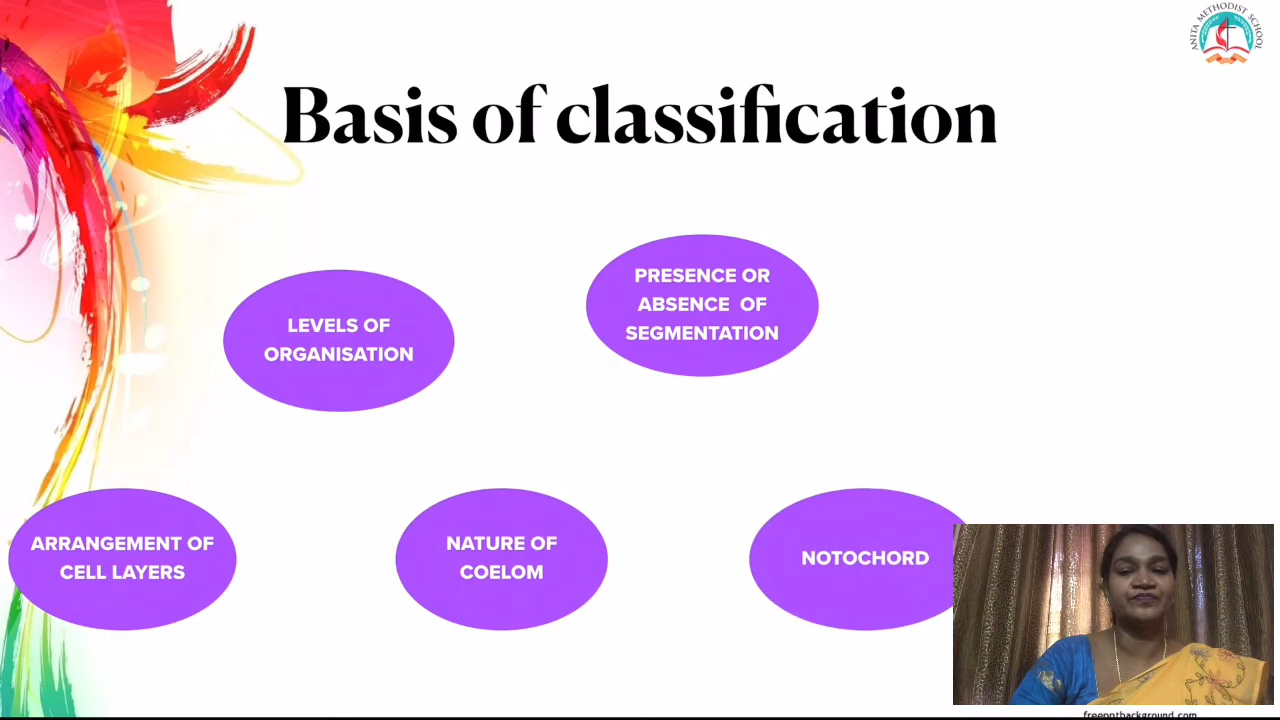 ANITA METHODIST SCHOOL
Basis of classification
PRESENCE OR
ABSENCE OF
SEGMENTATION
LEVELS OF
ORGANISATION
ARRANGEMENT OF
CELL LAYERS
NATURE OF
COELOM
NOTOCHORD
freepptbackground.com